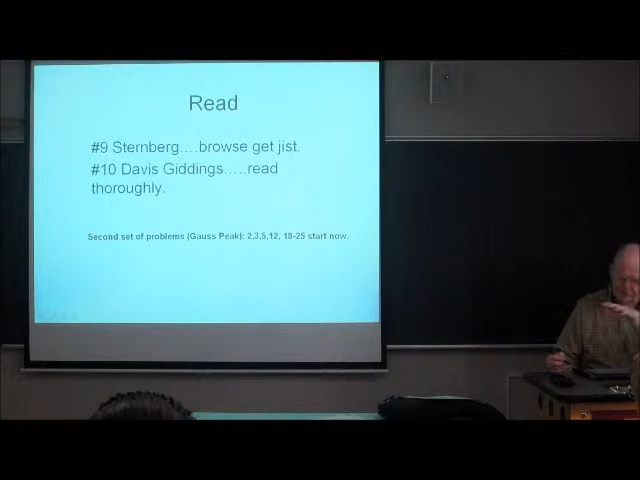 Read
#9 Sternberg....browse get jist.
#10 Davis Giddings.....read
thoroughly.
Second set of problems (Gauss Peak): 2,3,5,12, 18-25 start now.